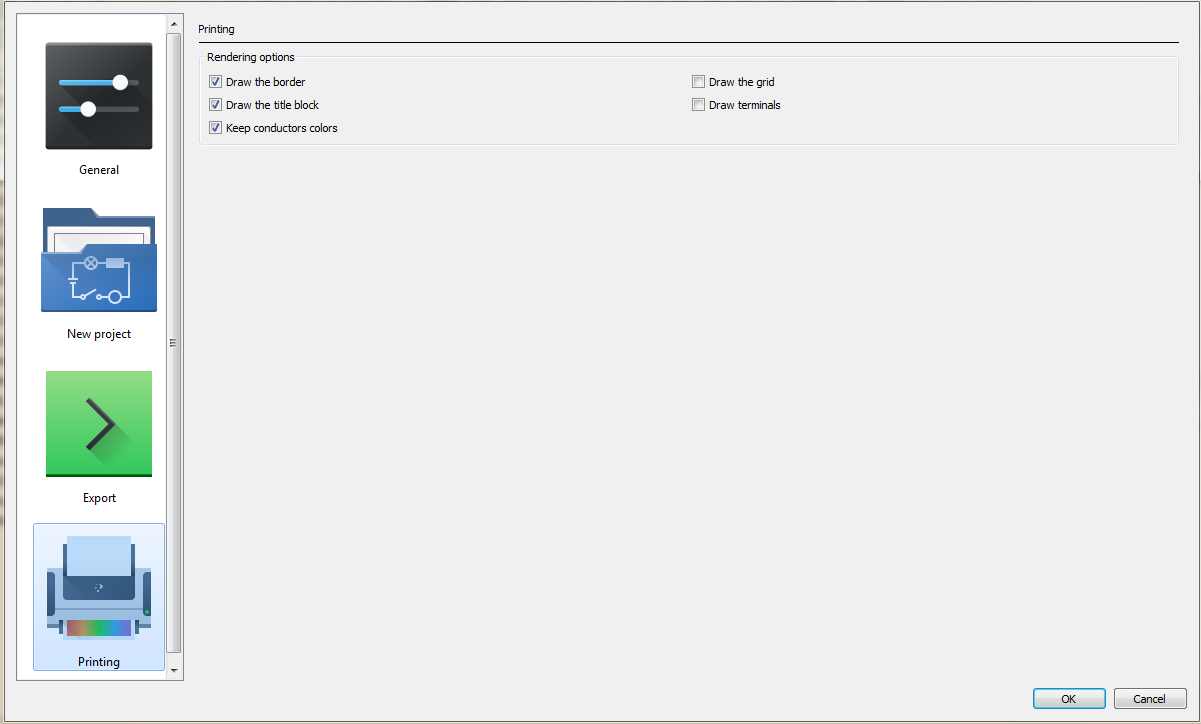 Printing
Rendering options
Draw the border
Draw the grid
Draw the title block
Draw terminals
Keep conductors colors
General
New project
Export
Printing
OK
Cancel